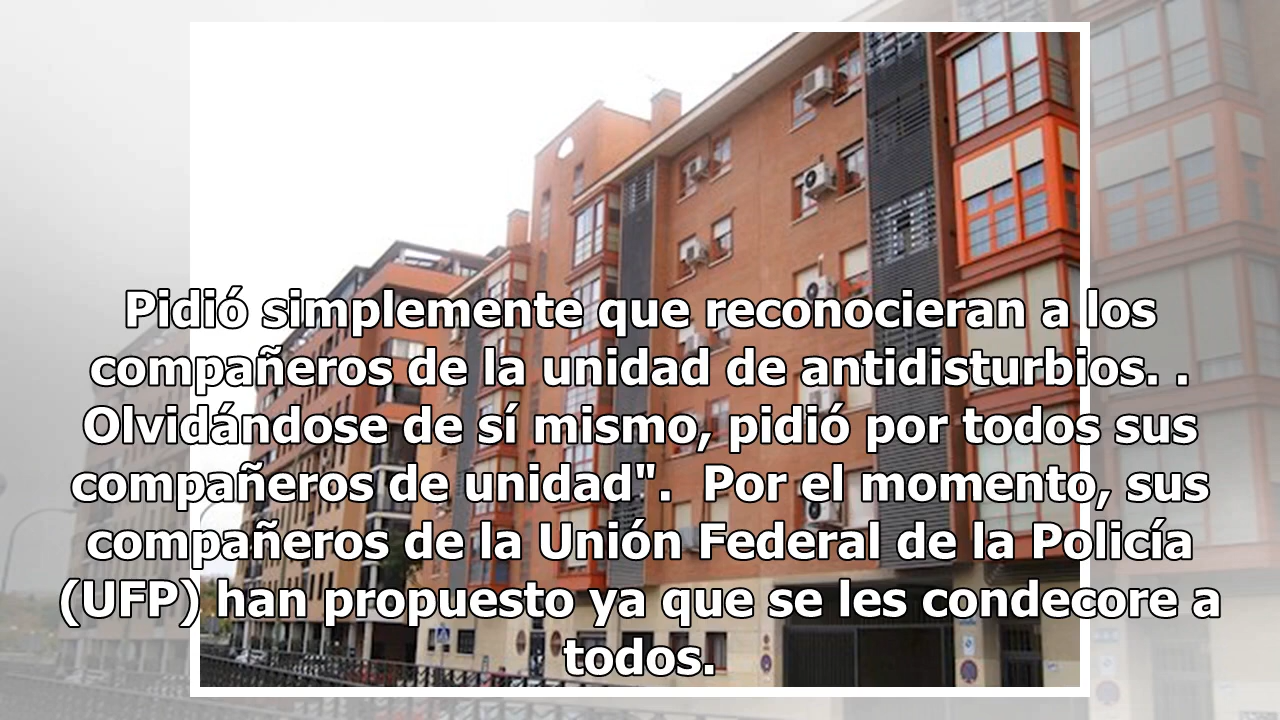 Pidió simplemente que reconocieran a los
compañeros de la unidad de antidisturbios. .
Olvidándose de sí mismo, pidió por todos sus
compañeros de unidad".  Por el momento, sus
compañeros de la Unión Federal de la Policía
(UFP) han propuesto ya que se les condecore a
todos.